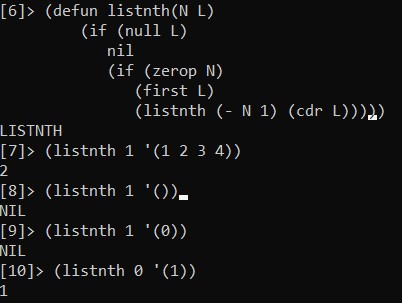 [6]> (defun listnth(N L)
(if (null L)
nil
(if (zerop N)
(first L)
(listnth (- N 1) (cdr L)))))
LISTNTH
[7]> (listnth 1 '(1 2 3 4))
2
[8]> (listnth 1 '())
NIL
[9]> (listnth 1 '(0))
NIL
[10]> (listnth 0 '(1))
1